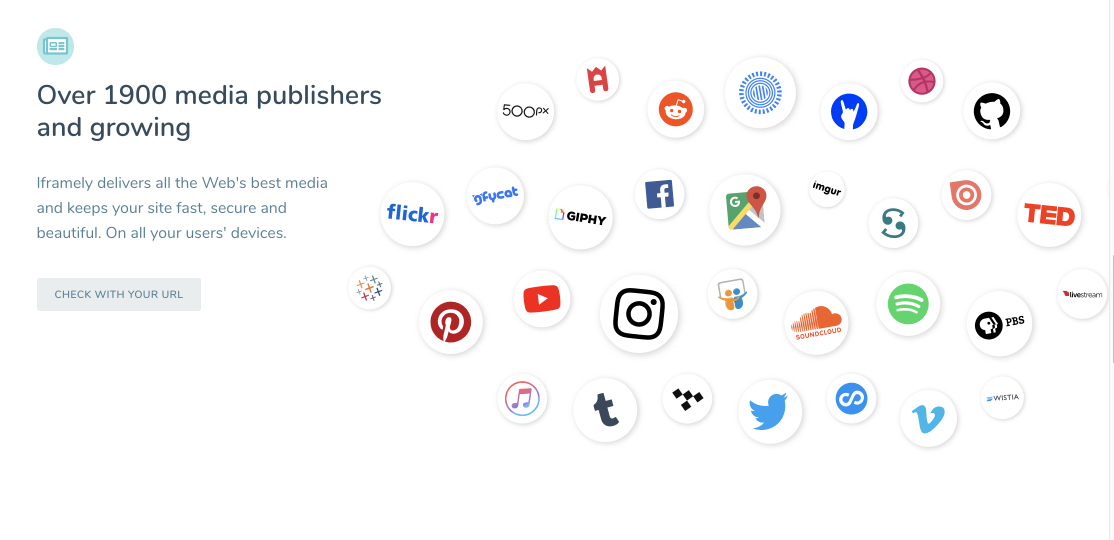 Over 1900 media publishers
and growing
Iframely delivers all the Web's best media
and keeps your site fast, secure and
beautiful. On all your users' devices.
CHECK WITH YOUR URL
500px
flickr
gfycat
GIPHY
G
imgur
TED
SOUNDCLOUD
PBS
livestream
WISTIA